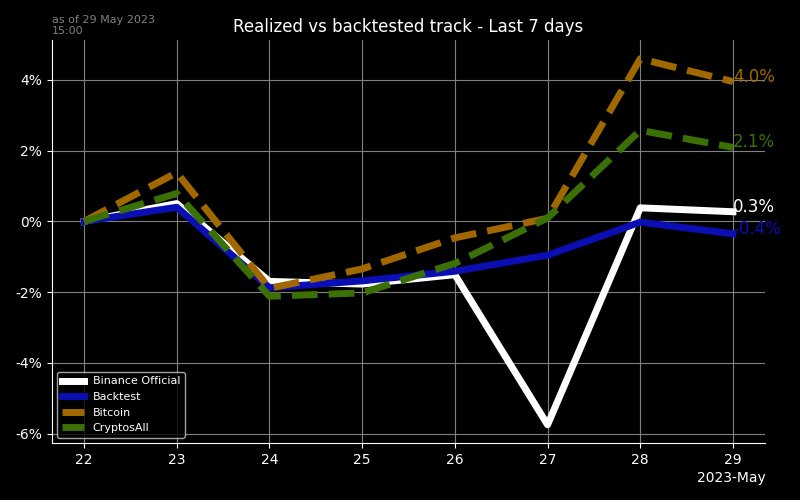 as of 29 May 2023
15:00
Realized vs backtested track - Last 7 days
4%
2%
0%
-2%
-4%
-6%
4.0%
2.1%
0.3%
-0.4%
Binance Official
Backtest
Bitcoin
CryptosAll
22 23 24 25 26 27 28 29
2023-May